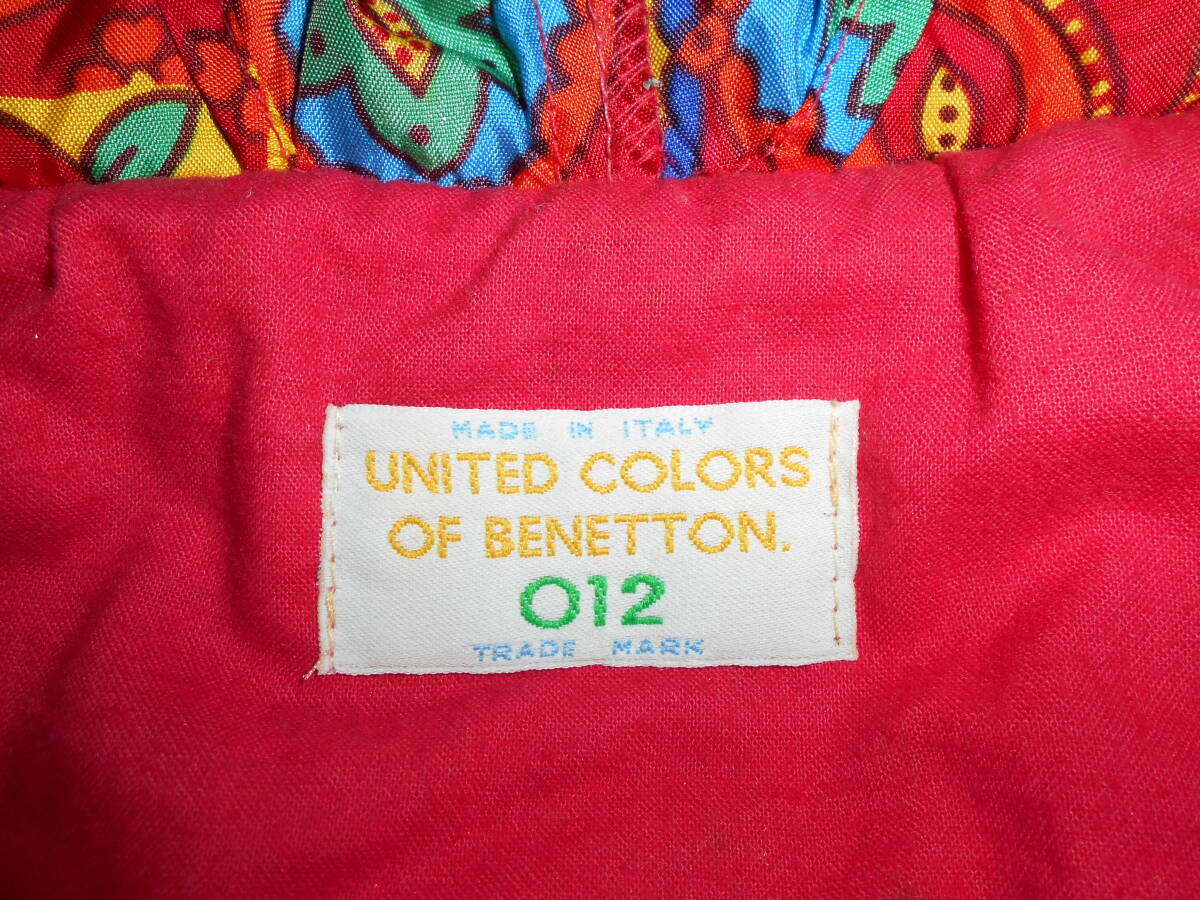 MADE IN ITALY
UNITED COLORS
OF BENETTON.
012
TRADE MARK